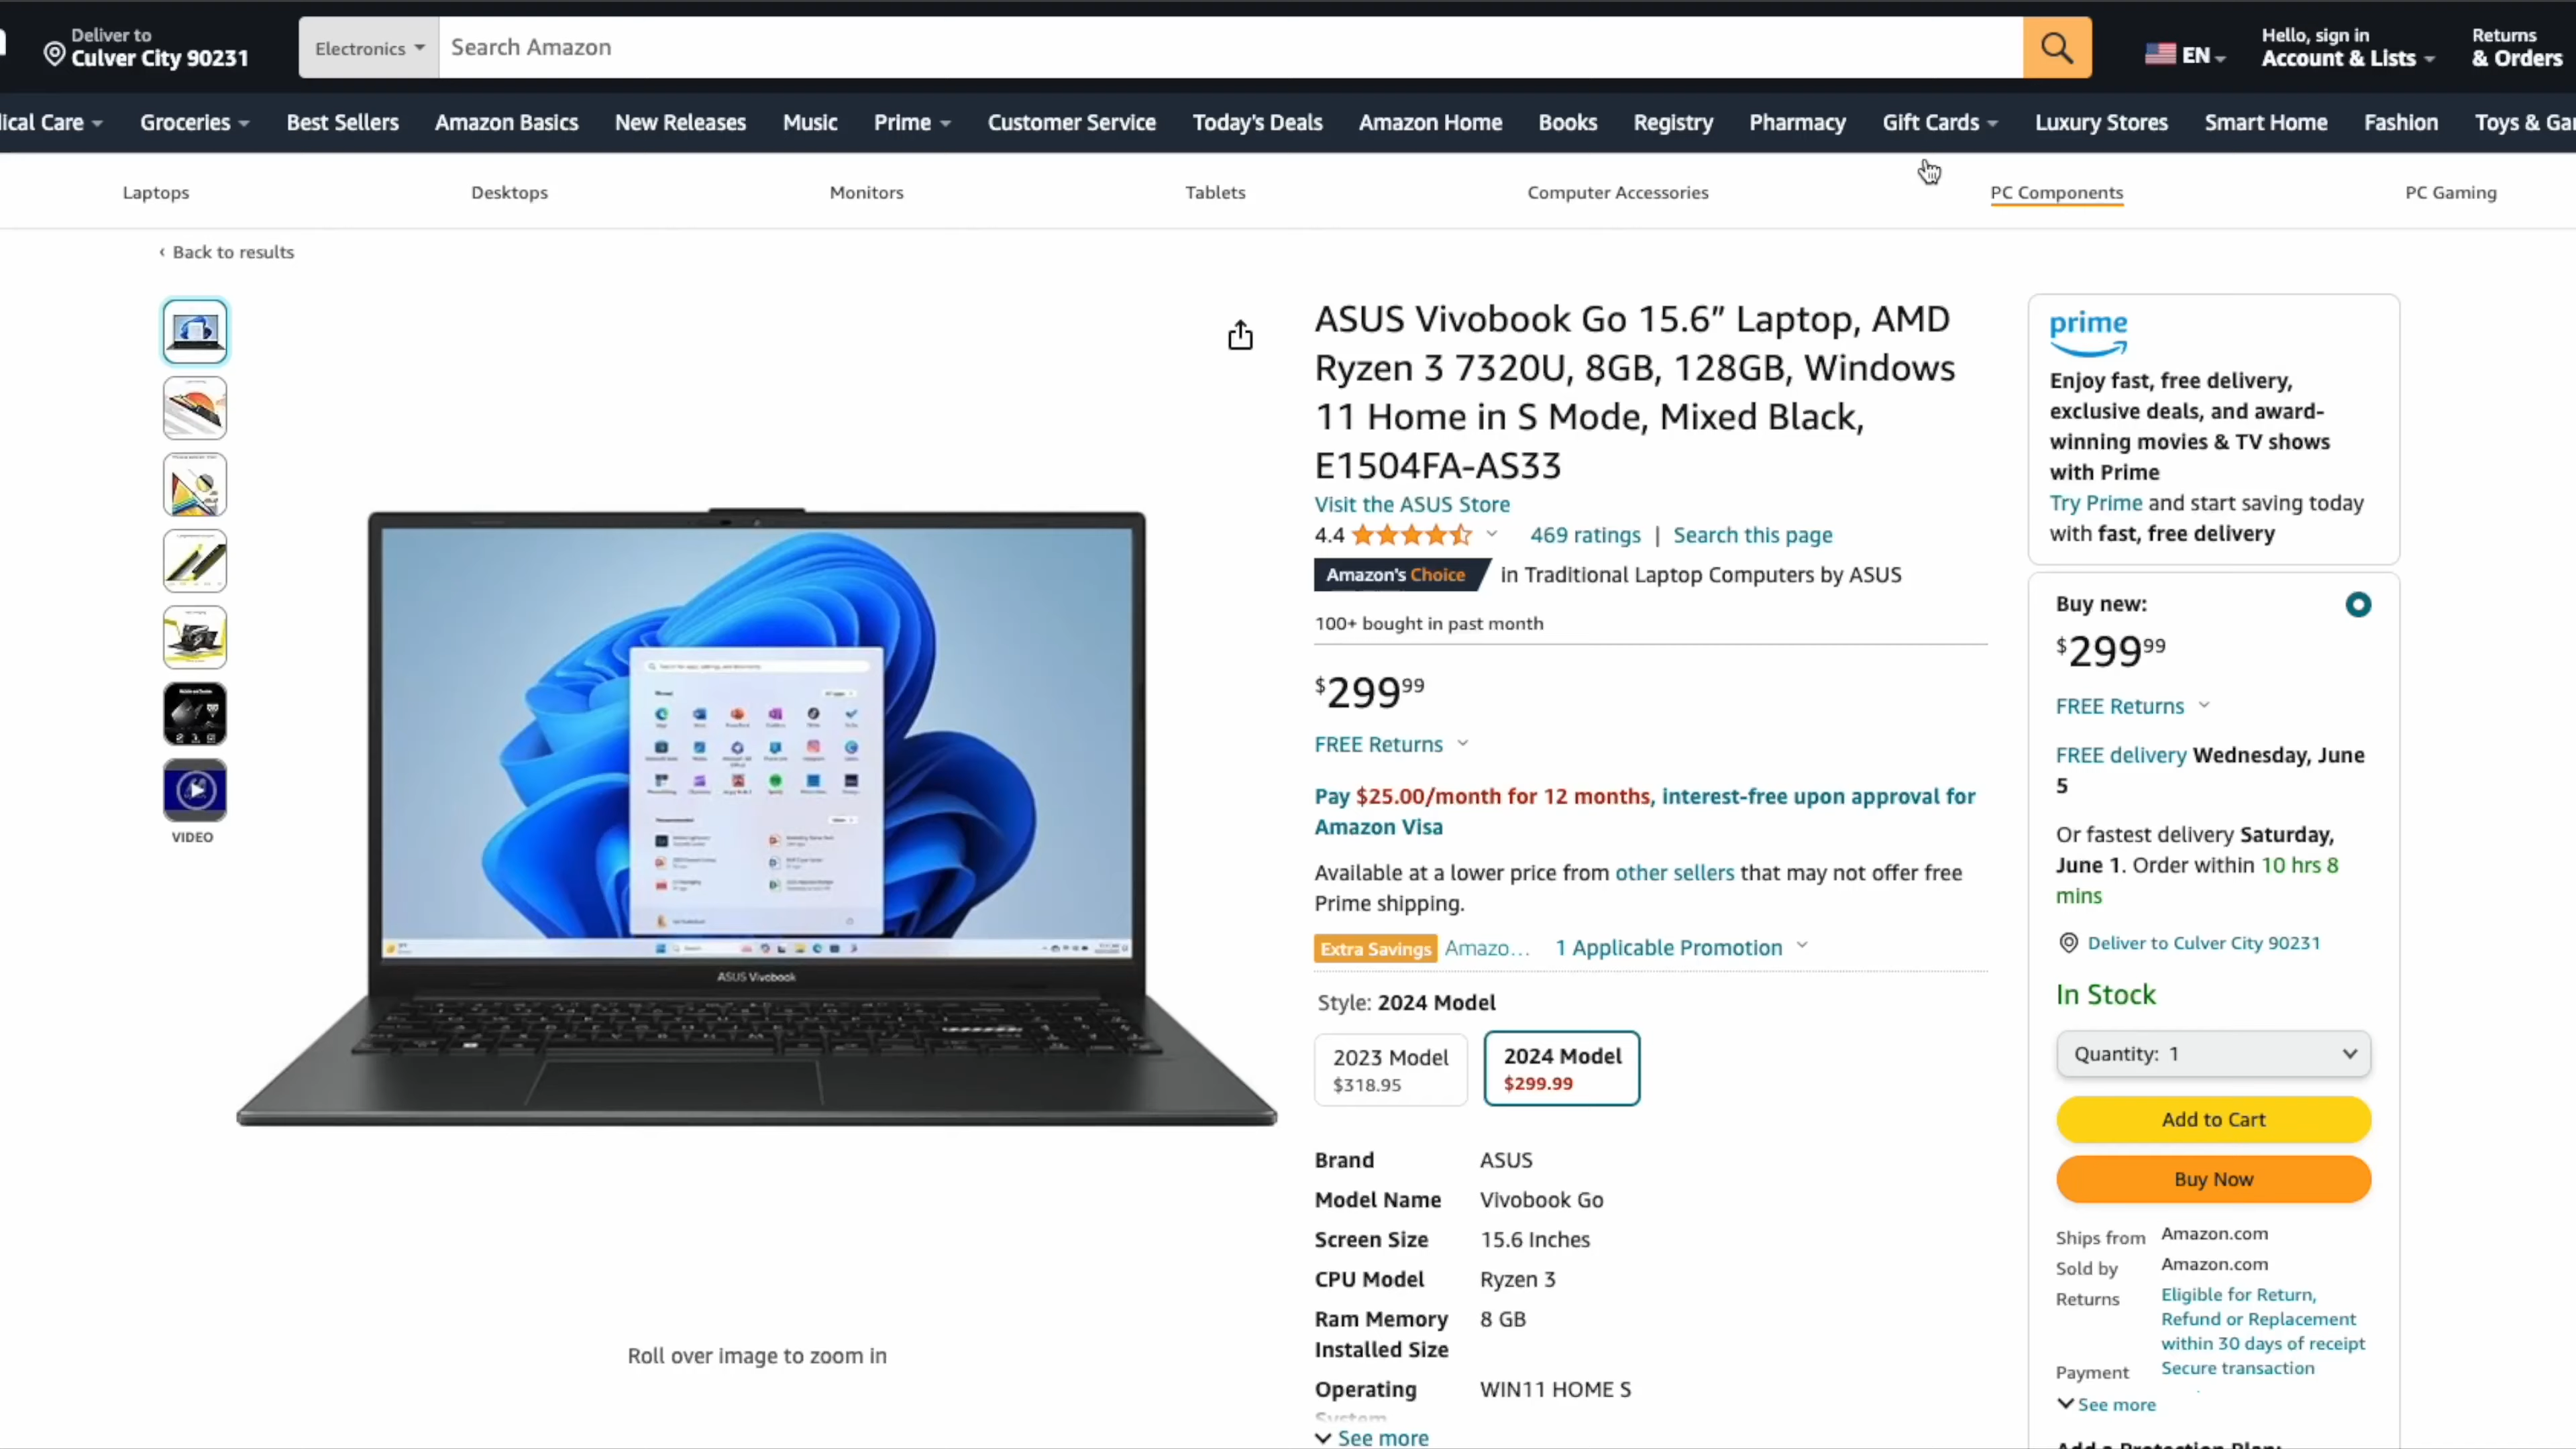 Deliver to
Culver City 90231
Electronics
Search Amazon
EN
Hello, sign in
Account & Lists
Returns
& Orders
ical Care
Groceries
Best Sellers
Amazon Basics
New Releases
Music
Prime
Customer Service
Today's Deals
Amazon Home
Books
Registry
Pharmacy
Gift Cards
Luxury Stores
Smart Home
Fashion
Toys & Gar
Laptops
Desktops
Monitors
Tablets
Computer Accessories
PC Components
PC Gaming
‹ Back to results
VIDEO
ASUS Vivobook
Roll over image to zoom in
ASUS Vivobook Go 15.6” Laptop, AMD
Ryzen 3 7320U, 8GB, 128GB, Windows
11 Home in S Mode, Mixed Black,
E1504FA-AS33
Visit the ASUS Store
4.4
469 ratings | Search this page
Amazon's Choice in Traditional Laptop Computers by ASUS
100+ bought in past month
$299 99
FREE Returns
Pay $25.00/month for 12 months, interest-free upon approval for
Amazon Visa
Available at a lower price from other sellers that may not offer free
Prime shipping.
Extra Savings Amazo... 1 Applicable Promotion
Style: 2024 Model
2023 Model
$318.95
2024 Model
$299.99
Brand ASUS
Model Name Vivobook Go
Screen Size 15.6 Inches
CPU Model Ryzen 3
Ram Memory 8 GB
Installed Size
Operating WIN11 HOME S
System
See more
prime
Enjoy fast, free delivery,
exclusive deals, and award-
winning movies & TV shows
with Prime
Try Prime and start saving today
with fast, free delivery
Buy new:
$299 99
FREE Returns
FREE delivery Wednesday, June
5
Or fastest delivery Saturday,
June 1. Order within 10 hrs 8
mins
Deliver to Culver City 90231
In Stock
Quantity: 1
Add to Cart
Buy Now
Ships from Amazon.com
Sold by Amazon.com
Returns Eligible for Return,
Refund or Replacement
within 30 days of receipt
Payment Secure transaction
See more
Add a Protection Plan: